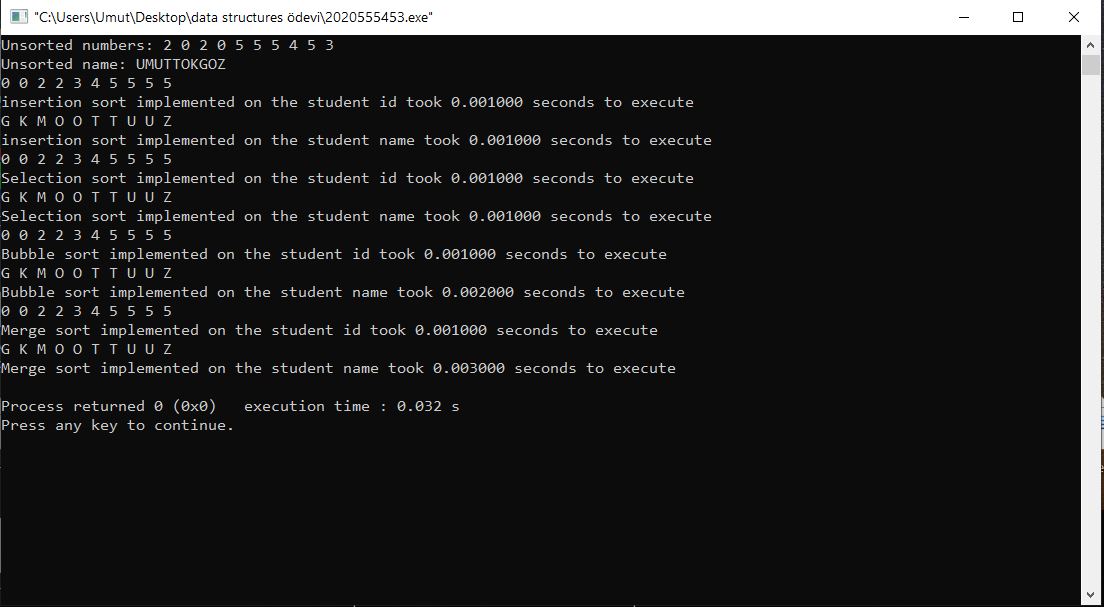 "C:\Users\Umut\Desktop\data structures ödevi\2020555453.exe"
Unsorted numbers: 2 0 2 0 5 5 5 4 5 3
Unsorted name: UMUTTOKGOZ
0 0 2 2 3 4 5 5 5 5
insertion sort implemented on the student id took 0.001000 seconds to execute
G K M O O T T U U Z
insertion sort implemented on the student name took 0.001000 seconds to execute
0 0 2 2 3 4 5 5 5 5
Selection sort implemented on the student id took 0.001000 seconds to execute
G K M O O T T U U Z
Selection sort implemented on the student name took 0.001000 seconds to execute
0 0 2 2 3 4 5 5 5 5
Bubble sort implemented on the student id took 0.001000 seconds to execute
G K M O O T T U U Z
Bubble sort implemented on the student name took 0.002000 seconds to execute
0 0 2 2 3 4 5 5 5 5
Merge sort implemented on the student id took 0.001000 seconds to execute
G K M O O T T U U Z
Merge sort implemented on the student name took 0.003000 seconds to execute
Process returned 0 (0x0)   execution time : 0.032 s
Press any key to continue.